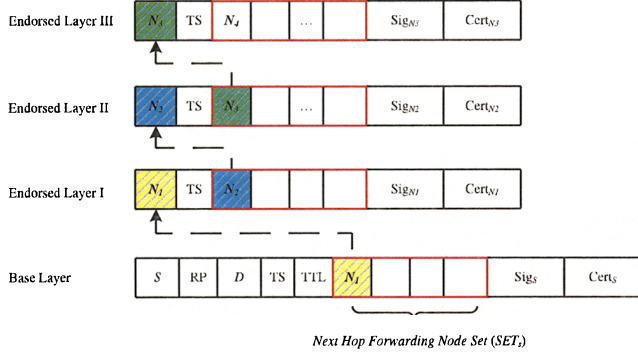 Endorsed Layer III N3 TS N4 ... SigN3 CertN3
Endorsed Layer II N2 TS N3 ... SigN2 CertN2
Endorsed Layer I N1 TS N2 SigN1 CertN1
Base Layer S RP D TS TTL N1 SigS CertS
Next Hop Forwarding Node Set (SETs)